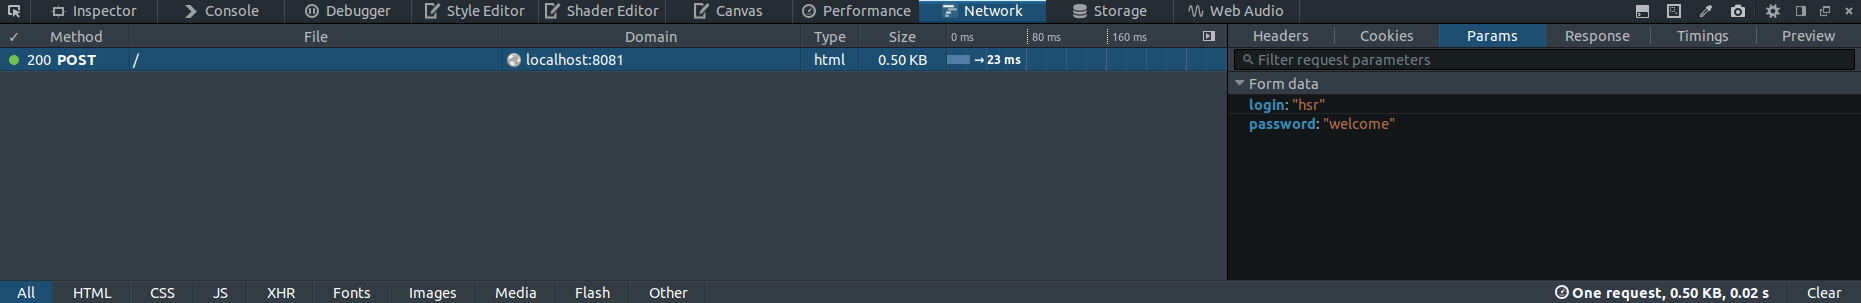 Inspector Console Debugger Style Editor Shader Editor Canvas Performance Network Storage Web Audio
✓ Method File Domain Type Size 0 ms 80 ms 160 ms Headers Cookies Params Response Timings Preview
200 POST / localhost:8081 html 0.50 KB → 23 ms Filter request parameters
Form data
login: "hsr"
password: "welcome"
All HTML CSS JS XHR Fonts Images Media Flash Other One request, 0.50 KB, 0.02 s Clear